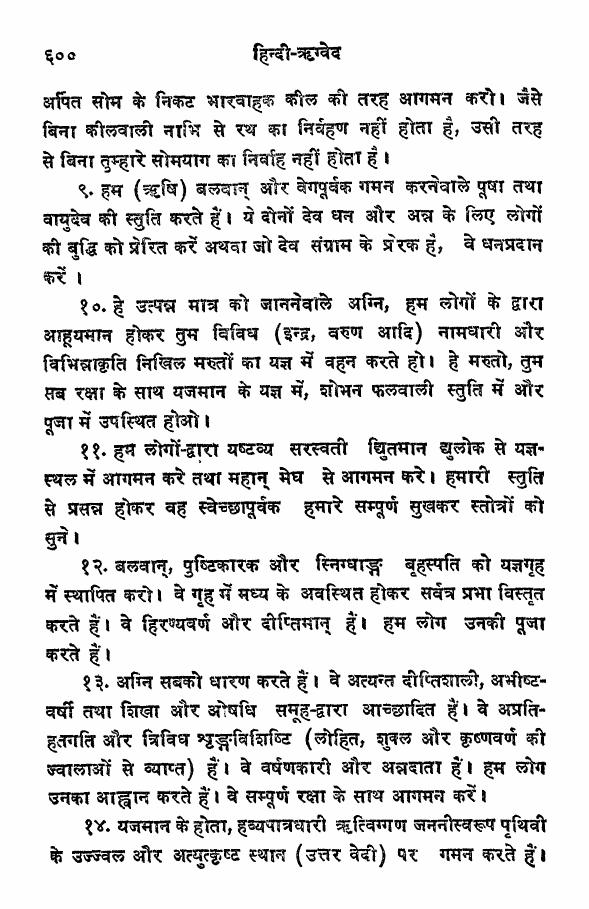 ६०० हिन्दी-ऋग्वेद
अर्पित सोम के निकट भारवाहक कील की तरह आगमन करो। जैसे
बिना कीलवाली नाभि से रथ का निर्वहण नहीं होता है, उसी तरह
से बिना तुम्हारे सोमयाग का निर्वाह नहीं होता है।
९. हम (ऋषि) बलवान् और वेगपूर्वक गमन करनेवाले पूषा तथा
वायुदेव की स्तुति करते हैं। ये दोनों देव धन और अन्न के लिए लोगों
की बुद्धि को प्रेरित करें अथवा जो देव संग्राम के प्रेरक है, वे धनप्रदान
करें ।
१०. हे उत्पन्न मात्र को जाननेवाले अग्नि, हम लोगों के द्वारा
आहूयमान होकर तुम विविध (इन्द्र, वरुण आदि) नामधारी और
विभिन्नाकृति निखिल मरुतों का यज्ञ में वहन करते हो। हे मरुतो, तुम
सब रक्षा के साथ यजमान के यज्ञ में, शोभन फलवाली स्तुति में और
पूजा में उपस्थित होओ।
११. हम लोगों-द्वारा यष्टव्य सरस्वती द्युतिमान द्युलोक से यज्ञ-
स्थल में आगमन करे तथा महान् मेघ से आगमन करे। हमारी स्तुति
से प्रसन्न होकर वह स्वेच्छापूर्वक हमारे सम्पूर्ण सुखकर स्तोत्रों को
सुने।
१२. बलवान्, पुष्टिकारक और स्निग्धाङ्ग बृहस्पति को यज्ञगृह
में स्थापित करो। वे गृह में मध्य के अवस्थित होकर सर्वत्र प्रभा विस्तृत
करते हैं। वे हिरण्यवर्ण और दीप्तिमान् हैं। हम लोग उनकी पूजा
करते हैं।
१३. अग्नि सबको धारण करते हैं। वे अत्यन्त दीप्तिशाली, अभीष्ट-
वर्षी तथा शिखा और ओषधि समूह-द्वारा आच्छादित हैं। वे अप्रति-
हतगति और त्रिविध शृङ्गविशिष्टि (लोहित, शुक्ल और कृष्णवर्ण की
ज्वालाओं से व्याप्त) हैं। वे वर्षणकारी और अन्नदाता हैं। हम लोग
उनका आह्वान करते हैं। वे सम्पूर्ण रक्षा के साथ आगमन करें।
१४. यजमान के होता, हव्यपात्रधारी ऋत्विग्गण जननीस्वरूप पृथिवी
के उज्ज्वल और अत्युत्कृष्ट स्थान (उत्तर वेदी) पर गमन करते हैं।